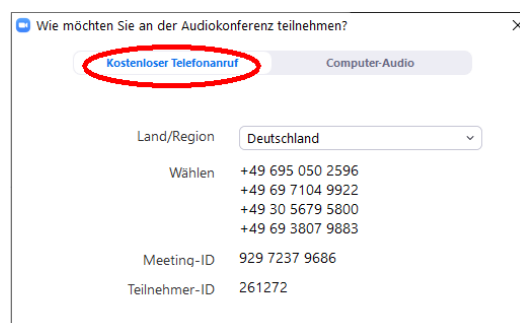 Wie möchten Sie an der Audiokonferenz teilnehmen?
Kostenloser Telefonanruf Computer-Audio
Land/Region Deutschland
Wählen +49 695 050 2596
+49 69 7104 9922
+49 30 5679 5800
+49 69 3807 9883
Meeting-ID 929 7237 9686
Teilnehmer-ID 261272